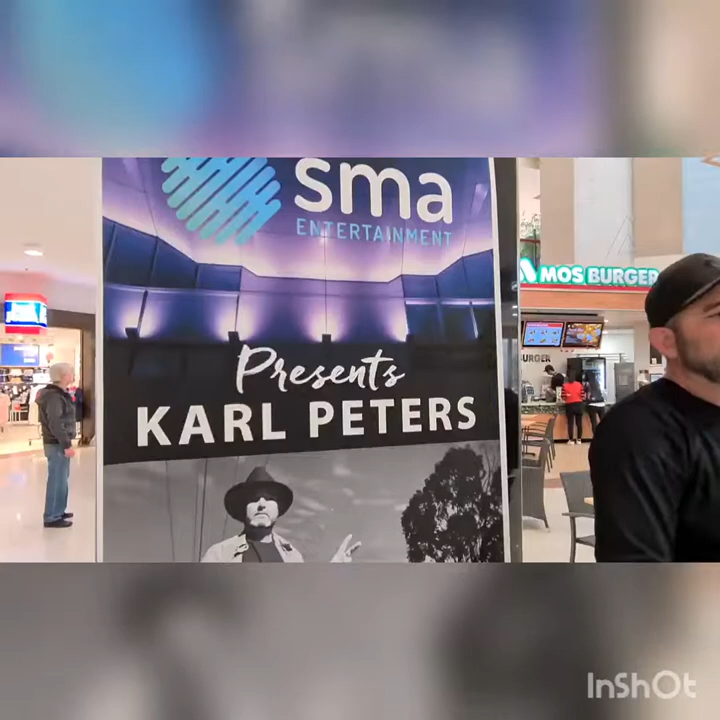 sma
ENTERTAINMENT
Presents
KARL PETERS
MOS BURGER
BURGER
InShOt